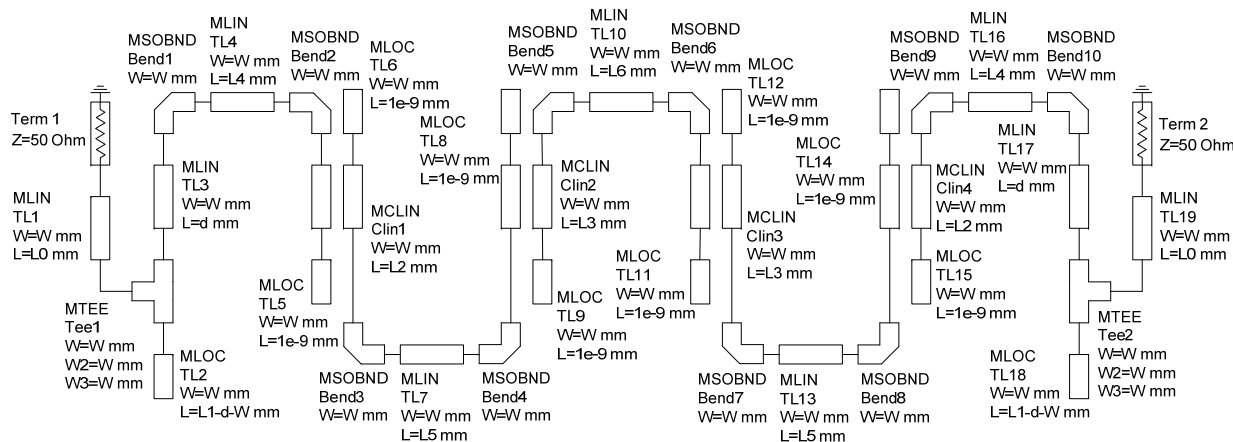 Term 1
Z=50 Ohm
MLIN
TL1
W=W mm
L=L0 mm
MTEE
Tee1
W=W mm
W2=W mm
W3=W mm
MSOBND
Bend1
W=W mm
MLIN
TL4
W=W mm
L=L4 mm
MSOBND
Bend2
W=W mm
MLIN
TL3
W=W mm
L=d mm
MLOC
TL2
W=W mm
L=L1-d-W mm
MLOC
TL6
W=W mm
L=1e-9 mm
MCLIN
Clin1
W=W mm
L=L2 mm
MLOC
TL5
W=W mm
L=1e-9 mm
MSOBND
Bend3
W=W mm
MLIN
TL7
W=W mm
L=L5 mm
MSOBND
Bend4
W=W mm
MLOC
TL8
W=W mm
L=1e-9 mm
MSOBND
Bend5
W=W mm
MLIN
TL10
W=W mm
L=L6 mm
MSOBND
Bend6
W=W mm
MCLIN
Clin2
W=W mm
L=L3 mm
MLOC
TL9
W=W mm
L=1e-9 mm
MLOC
TL11
W=W mm
L=1e-9 mm
MLOC
TL12
W=W mm
L=1e-9 mm
MCLIN
Clin3
W=W mm
L=L3 mm
MSOBND
Bend7
W=W mm
MLIN
TL13
W=W mm
L=L5 mm
MSOBND
Bend8
W=W mm
MLOC
TL14
W=W mm
L=1e-9 mm
MSOBND
Bend9
W=W mm
MLIN
TL16
W=W mm
L=L4 mm
MSOBND
Bend10
W=W mm
MCLIN
Clin4
W=W mm
L=L2 mm
MLOC
TL15
W=W mm
L=1e-9 mm
MLIN
TL17
W=W mm
L=d mm
MLOC
TL18
W=W mm
L=L1-d-W mm
MTEE
Tee2
W=W mm
W2=W mm
W3=W mm
Term 2
Z=50 Ohm
MLIN
TL19
W=W mm
L=L0 mm